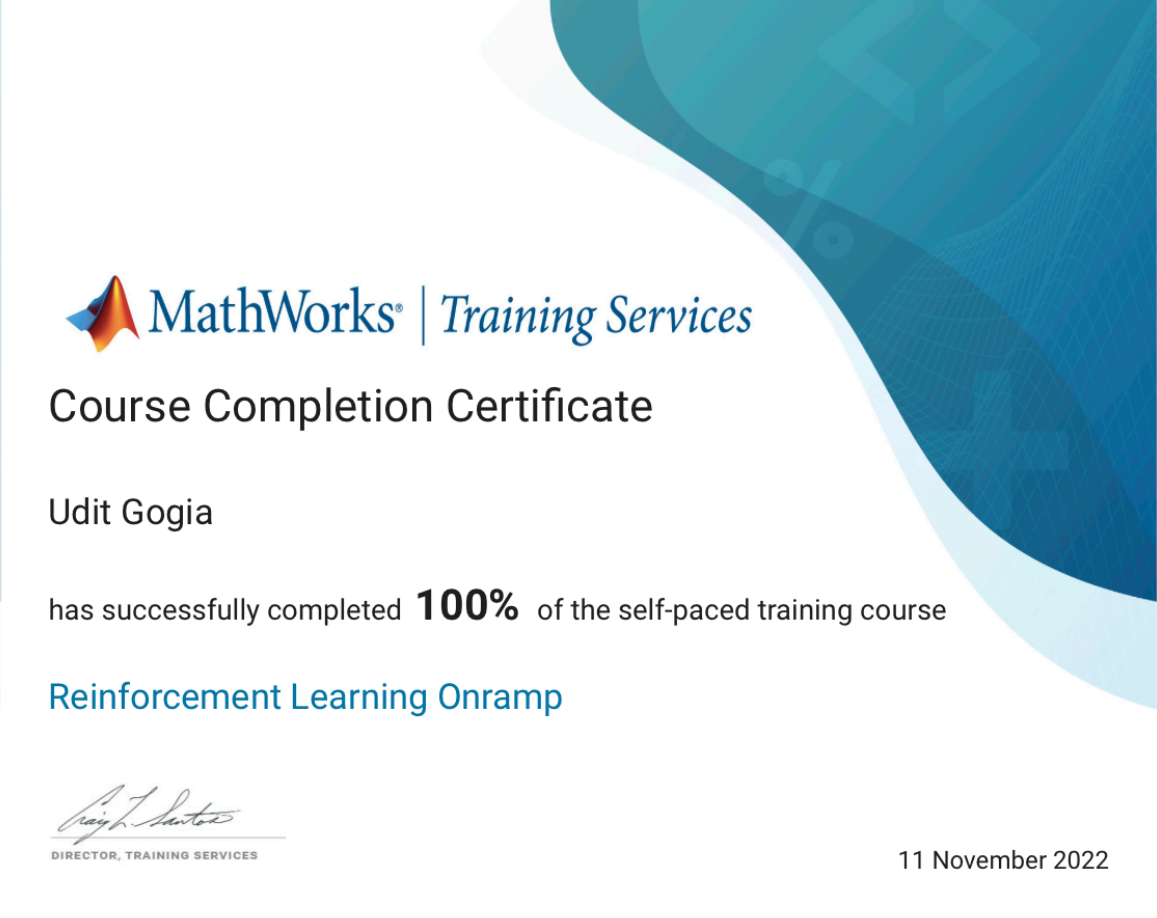 MathWorks® | Training Services
Course Completion Certificate
Udit Gogia
has successfully completed 100% of the self-paced training course
Reinforcement Learning Onramp
Craig L. Santos
DIRECTOR, TRAINING SERVICES
11 November 2022